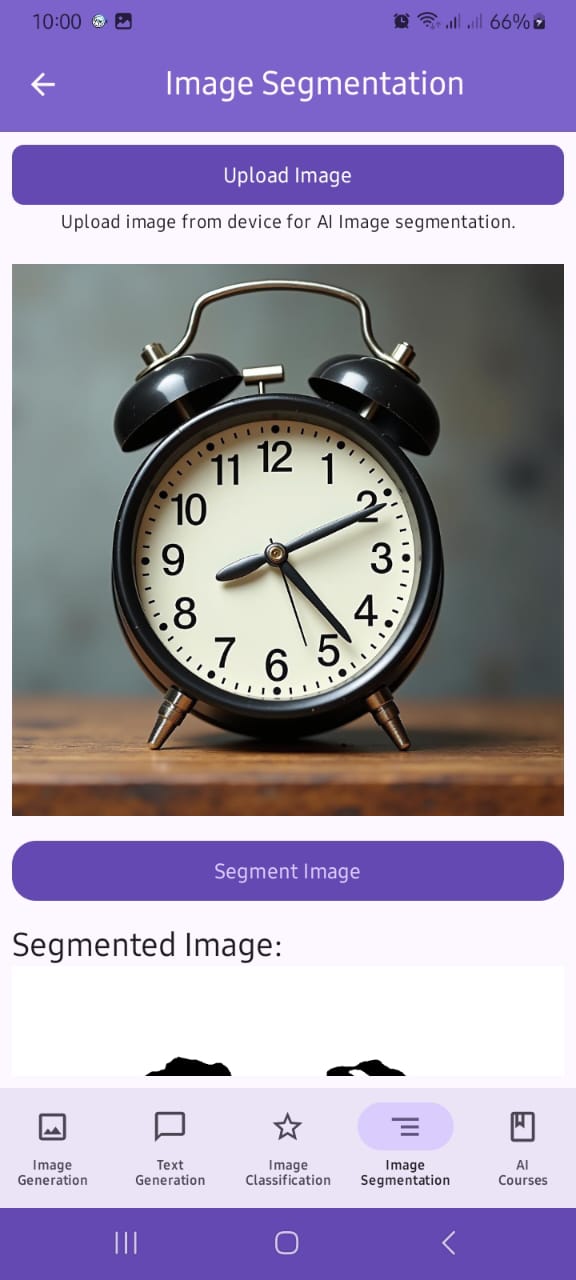 10:00 66%
Image Segmentation
Upload Image
Upload image from device for AI Image segmentation.
12
11 1
10 2
9 3
8 4
7 5
6
Segment Image
Segmented Image:
Image Generation
Text Generation
Image Classification
Image Segmentation
AI Courses